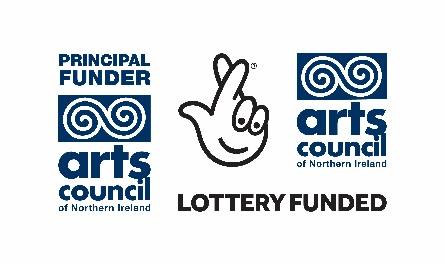 PRINCIPAL
FUNDER
arts
council
of Northern Ireland
®
arts
council
of Northern Ireland
LOTTERY FUNDED